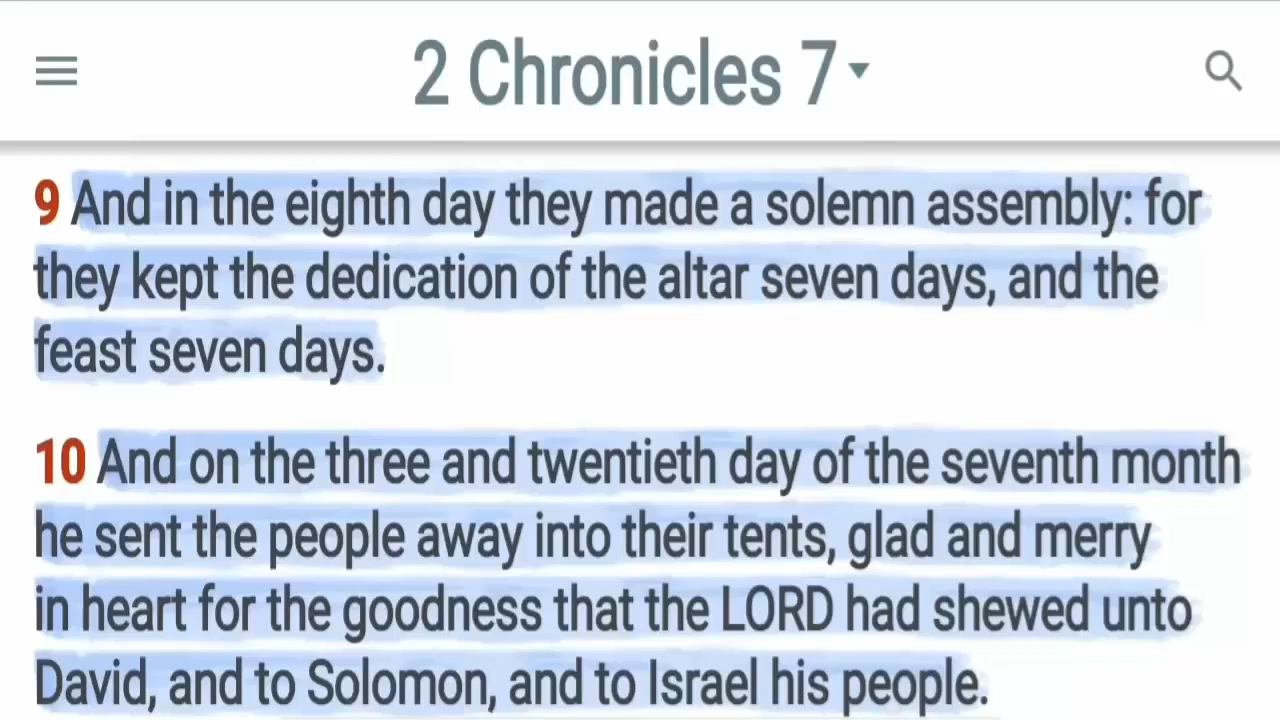 2 Chronicles 7
9 And in the eighth day they made a solemn assembly: for
they kept the dedication of the altar seven days, and the
feast seven days.
10 And on the three and twentieth day of the seventh month
he sent the people away into their tents, glad and merry
in heart for the goodness that the LORD had shewed unto
David, and to Solomon, and to Israel his people.